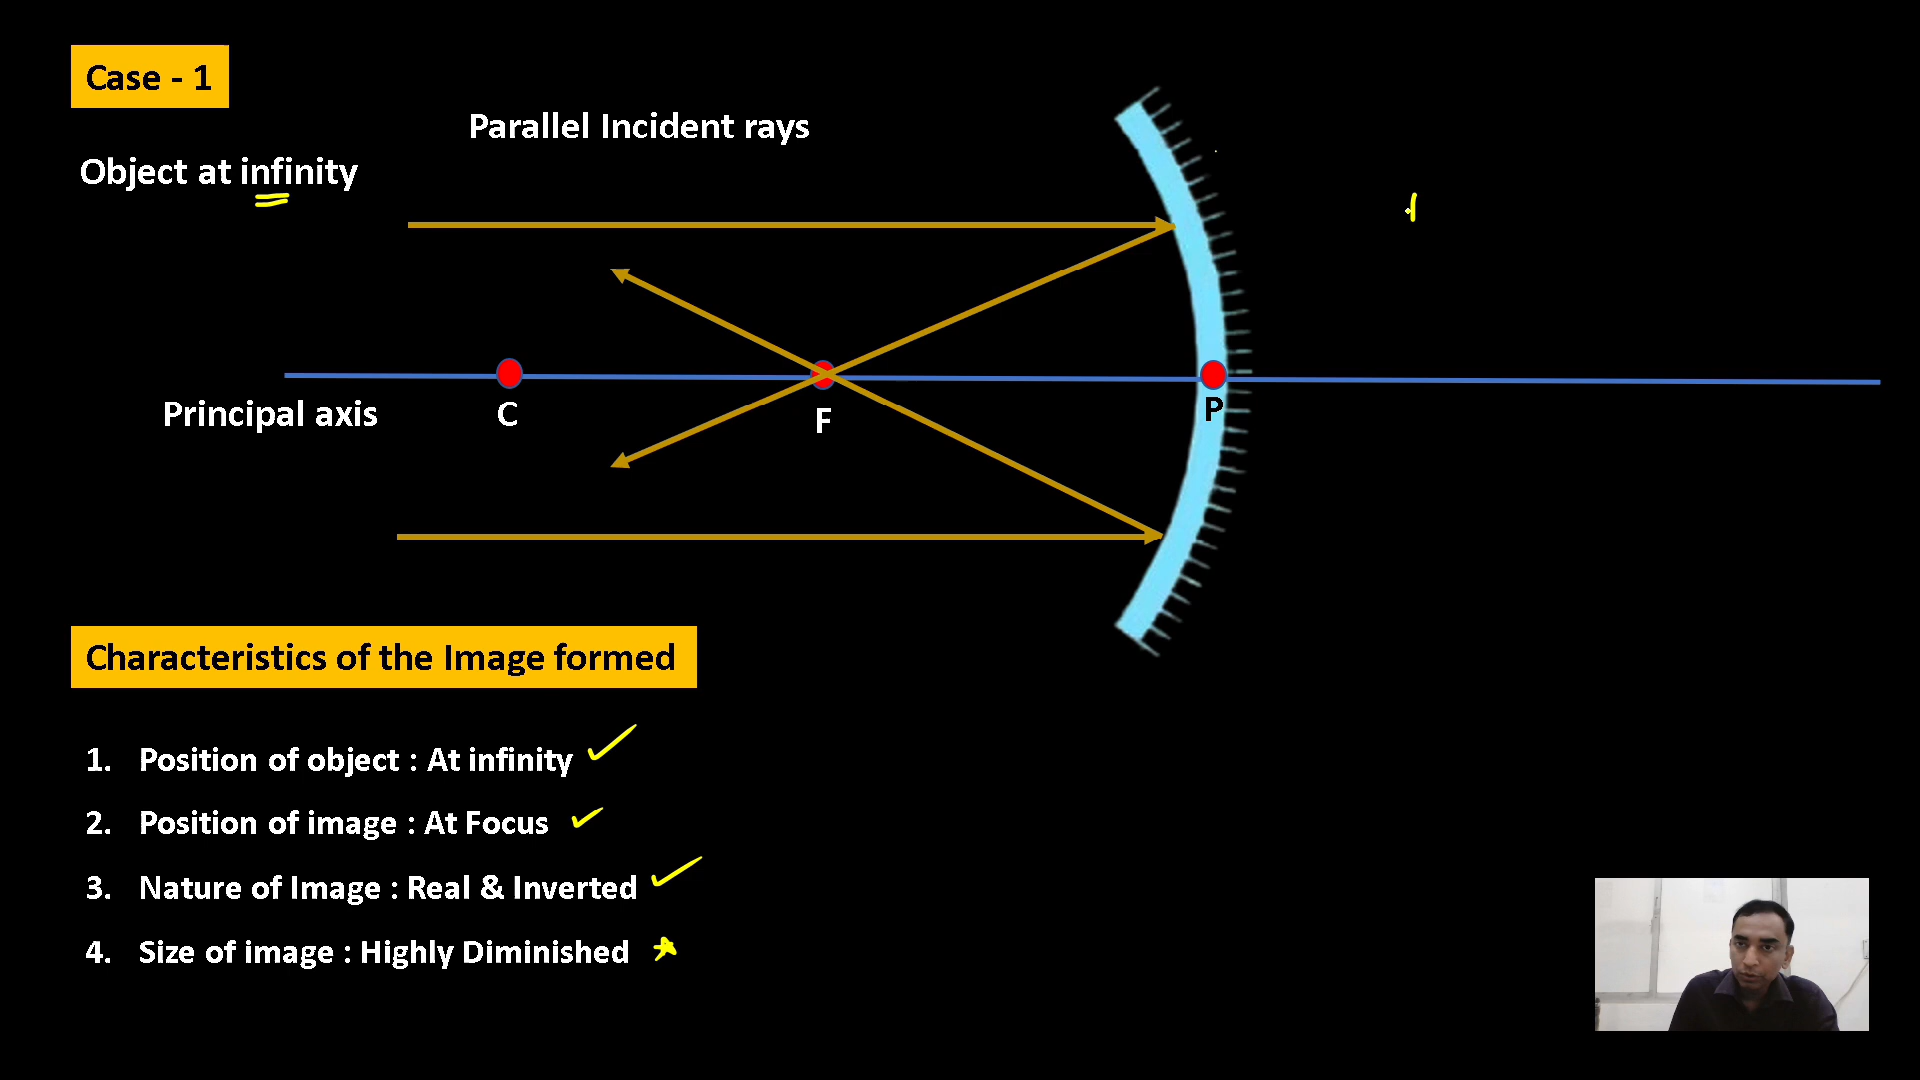 Case - 1
Parallel Incident rays
Object at infinity
Principal axis
C
F
P
Characteristics of the Image formed
1. Position of object : At infinity
2. Position of image : At Focus
3. Nature of Image : Real & Inverted
4. Size of image : Highly Diminished